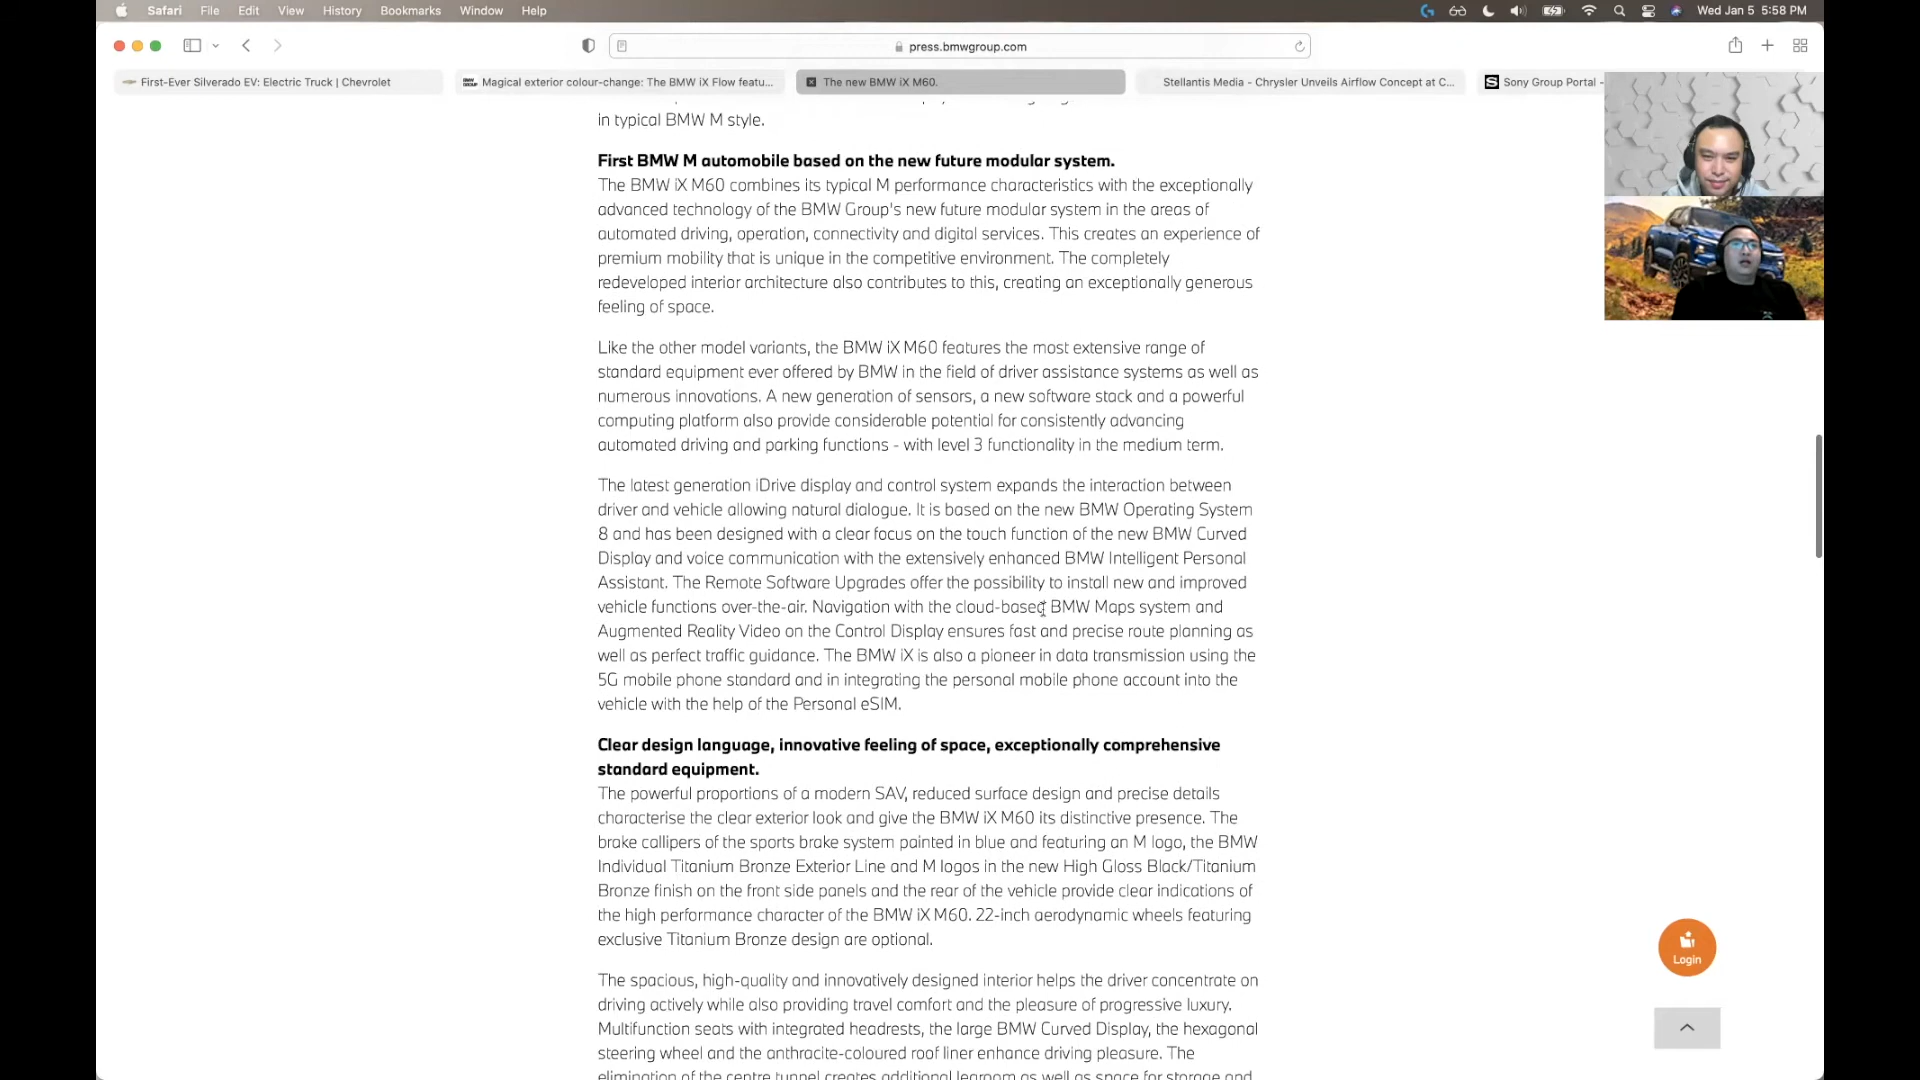 Safari File Edit View History Bookmarks Window Help Wed Jan 5 5:58 PM
press.bmwgroup.com
First-Ever Silverado EV: Electric Truck | Chevrolet
Magical exterior colour-change: The BMW iX Flow featu...
The new BMW iX M60.
Stellantis Media - Chrysler Unveils Airflow Concept at C...
Sony Group Portal -
in typical BMW M style.
First BMW M automobile based on the new future modular system.
The BMW iX M60 combines its typical M performance characteristics with the exceptionally
advanced technology of the BMW Group's new future modular system in the areas of
automated driving, operation, connectivity and digital services. This creates an experience of
premium mobility that is unique in the competitive environment. The completely
redeveloped interior architecture also contributes to this, creating an exceptionally generous
feeling of space.
Like the other model variants, the BMW iX M60 features the most extensive range of
standard equipment ever offered by BMW in the field of driver assistance systems as well as
numerous innovations. A new generation of sensors, a new software stack and a powerful
computing platform also provide considerable potential for consistently advancing
automated driving and parking functions - with level 3 functionality in the medium term.
The latest generation iDrive display and control system expands the interaction between
driver and vehicle allowing natural dialogue. It is based on the new BMW Operating System
8 and has been designed with a clear focus on the touch function of the new BMW Curved
Display and voice communication with the extensively enhanced BMW Intelligent Personal
Assistant. The Remote Software Upgrades offer the possibility to install new and improved
vehicle functions over-the-air. Navigation with the cloud-based BMW Maps system and
Augmented Reality Video on the Control Display ensures fast and precise route planning as
well as perfect traffic guidance. The BMW iX is also a pioneer in data transmission using the
5G mobile phone standard and in integrating the personal mobile phone account into the
vehicle with the help of the Personal eSIM.
Clear design language, innovative feeling of space, exceptionally comprehensive
standard equipment.
The powerful proportions of a modern SAV, reduced surface design and precise details
characterise the clear exterior look and give the BMW iX M60 its distinctive presence. The
brake callipers of the sports brake system painted in blue and featuring an M logo, the BMW
Individual Titanium Bronze Exterior Line and M logos in the new High Gloss Black/Titanium
Bronze finish on the front side panels and the rear of the vehicle provide clear indications of
the high performance character of the BMW iX M60. 22-inch aerodynamic wheels featuring
exclusive Titanium Bronze design are optional.
The spacious, high-quality and innovatively designed interior helps the driver concentrate on
driving actively while also providing travel comfort and the pleasure of progressive luxury.
Multifunction seats with integrated headrests, the large BMW Curved Display, the hexagonal
steering wheel and the anthracite-coloured roof liner enhance driving pleasure. The
elimination of the centre tunnel creates additional legroom as well as space for storage and
Login